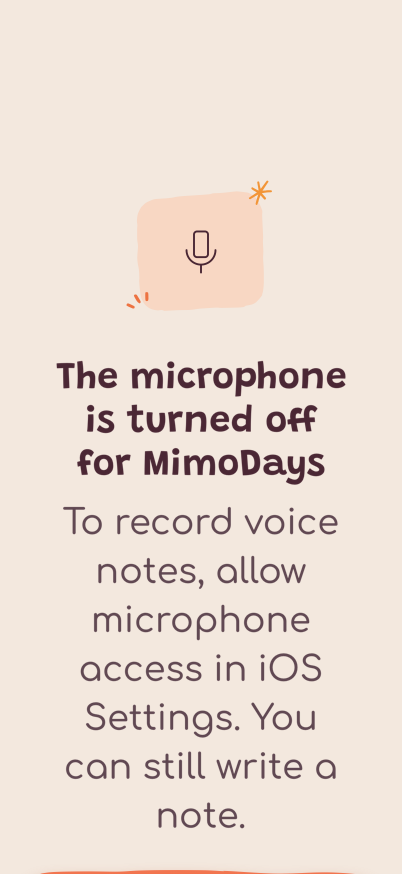 The microphone
is turned off
for MimoDays
To record voice
notes, allow
microphone
access in iOS
Settings. You
can still write a
note.